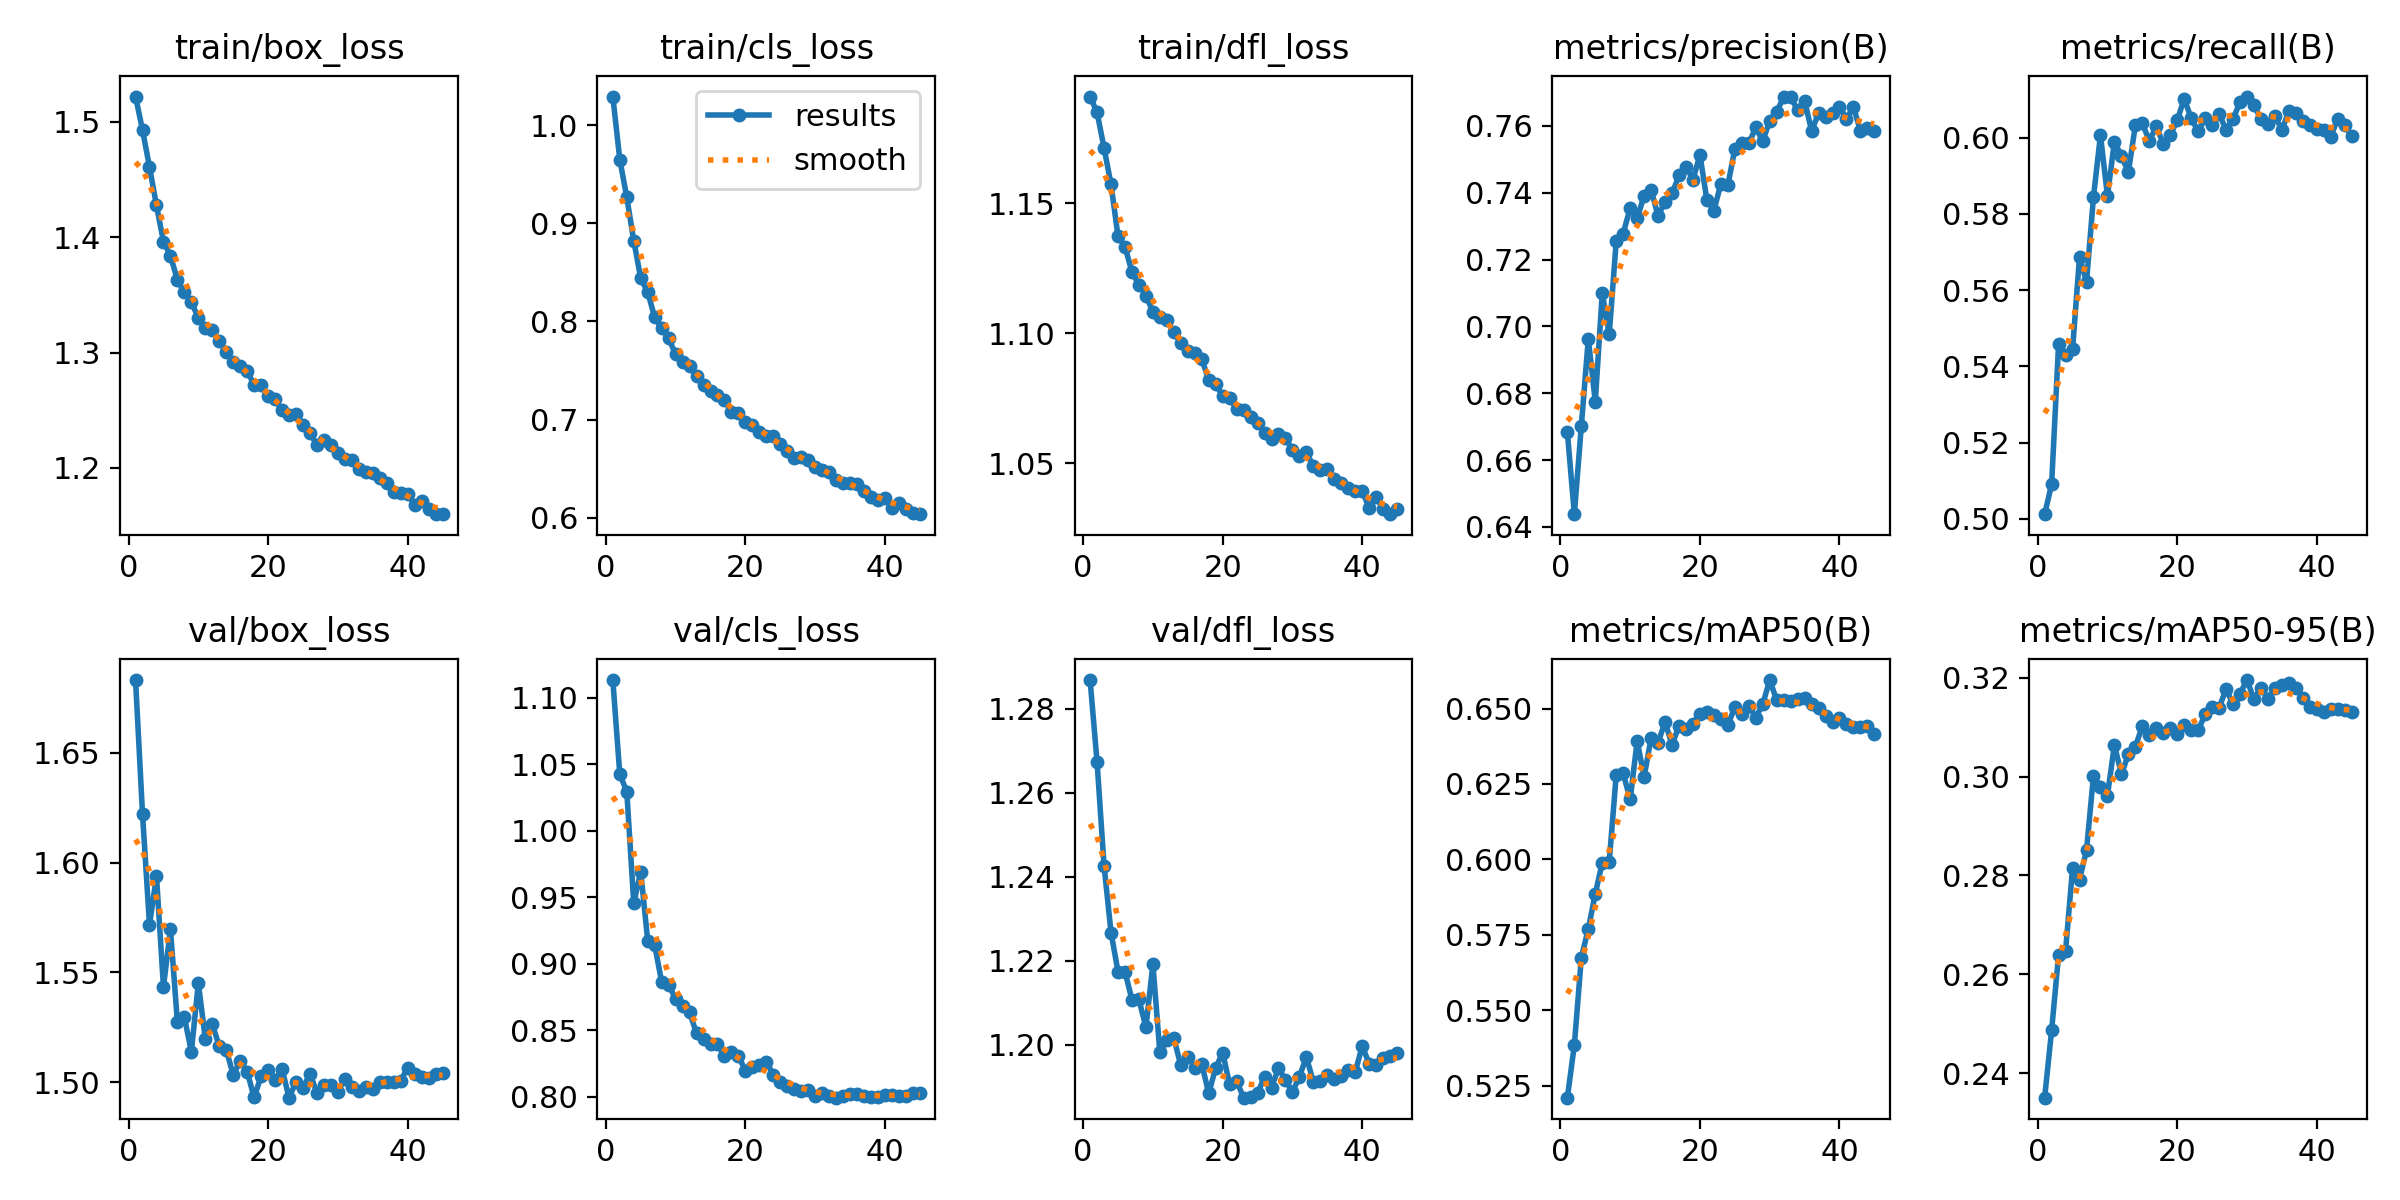 train/box_loss
1.5
1.4
1.3
1.2
0 20 40
train/cls_loss
results
smooth
1.0
0.9
0.8
0.7
0.6
0 20 40
train/dfl_loss
1.15
1.10
1.05
0 20 40
metrics/precision(B)
0.76
0.74
0.72
0.70
0.68
0.66
0.64
0 20 40
metrics/recall(B)
0.60
0.58
0.56
0.54
0.52
0.50
0 20 40
val/box_loss
1.65
1.60
1.55
1.50
0 20 40
val/cls_loss
1.10
1.05
1.00
0.95
0.90
0.85
0.80
0 20 40
val/dfl_loss
1.28
1.26
1.24
1.22
1.20
0 20 40
metrics/mAP50(B)
0.650
0.625
0.600
0.575
0.550
0.525
0 20 40
metrics/mAP50-95(B)
0.32
0.30
0.28
0.26
0.24
0 20 40